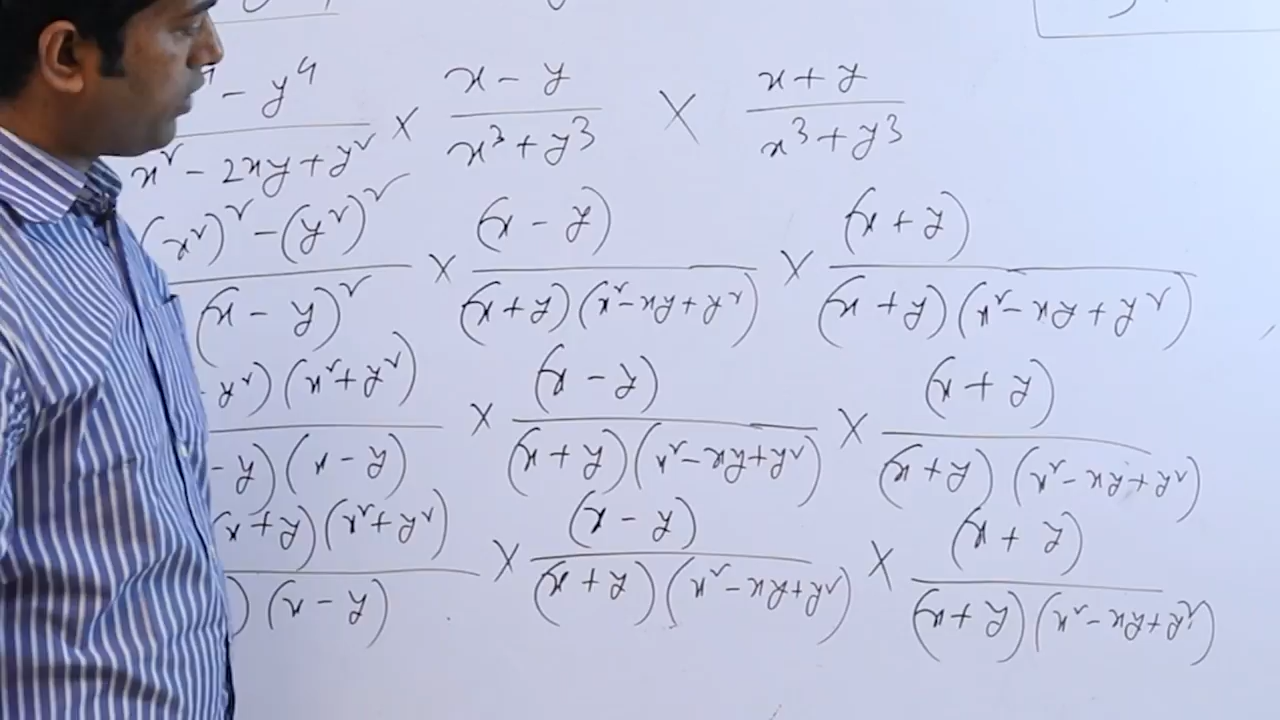 - y⁴ / x² - 2xy + y² × x - y / x³ + y³ × x + y / x³ + y³
(x²)² - (y²)² / (x - y)² × (x - y) / (x + y)(x² - xy + y²) × (x + y) / (x + y)(x² - xy + y²)
- y²)(x² + y²) / - y)(x - y) × (x - y) / (x + y)(x² - xy + y²) × (x + y) / (x + y)(x² - xy + y²)
(x + y)(x² + y²) / )(x - y) × (x - y) / (x + y)(x² - xy + y²) × (x + y) / (x + y)(x² - xy + y²)